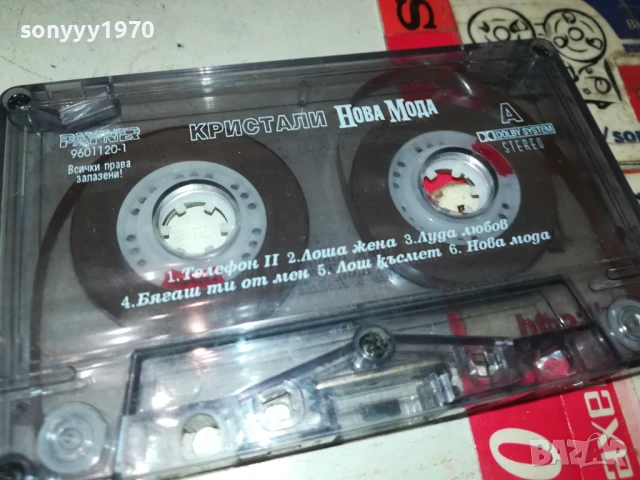 sonyyy1970
PAYNER
9601120-1
Всички права
запазени!
КРИСТАЛИ НОВА МОДА
A
DOLBY SYSTEM
STEREO
1. Телефон II 2. Лоша жена 3. Луда любов
4. Бягаш ти от мен 5. Лош късмет 6. Нова мода
BAZAR